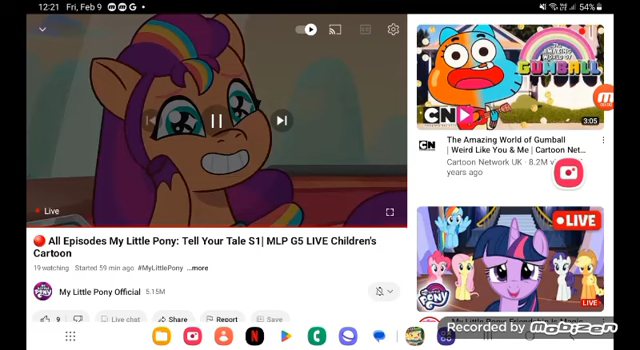 12:21 Fri, Feb 9
54%
Live
🔴 All Episodes My Little Pony: Tell Your Tale S1| MLP G5 LIVE Children's
Cartoon
19 watching Started 59 min ago #MyLittlePony ...more
My Little Pony Official 5.15M
9
Live chat
Share
Report
Save
THE AMAZING WORLD OF
GUMBALL
CN
3:05
CN
The Amazing World of Gumball
| Weird Like You & Me | Cartoon Net...
Cartoon Network UK · 8.2M
years ago
LIVE
my little Pony
LIVE
Recorded by mobizen